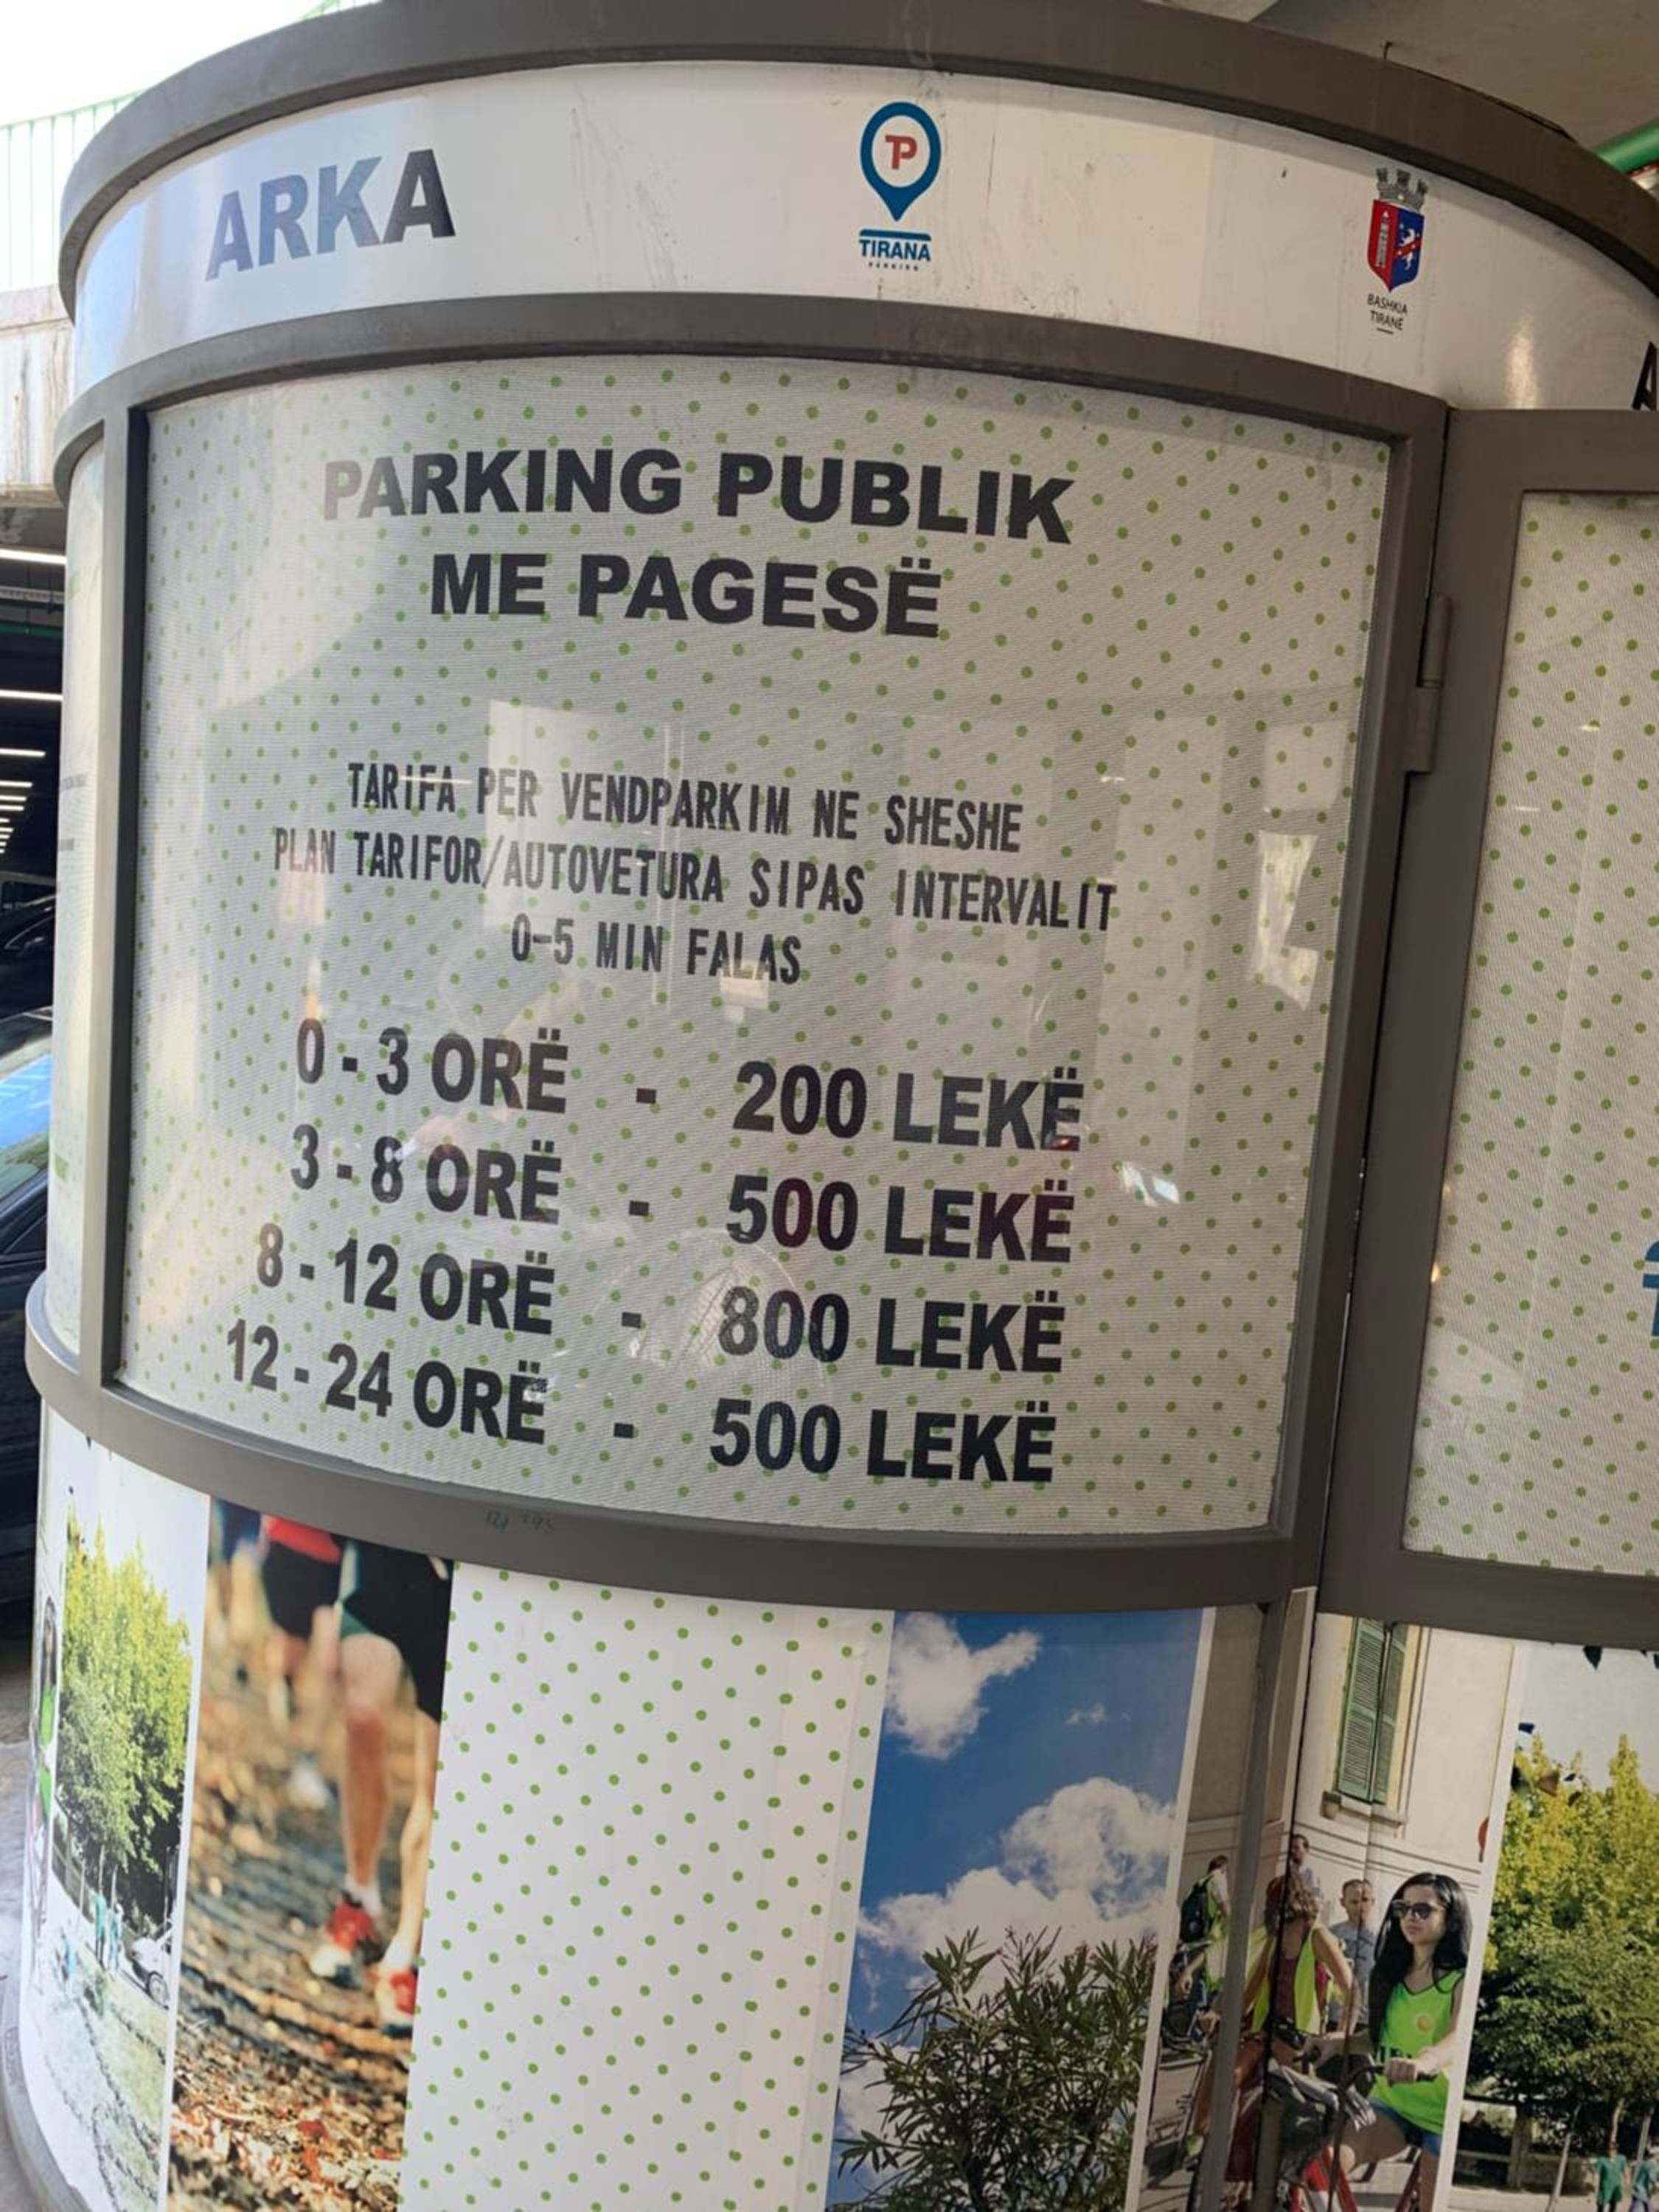 ARKA
TP
TIRANA
PARKING
BASHKIA
TIRANË
PARKING PUBLIK
ME PAGESË
TARIFA PER VENDPARKIM NE SHESHE
PLAN TARIFOR/AUTOVETURA SIPAS INTERVALIT
0-5 MIN FALAS
0 - 3 ORË - 200 LEKË
3 - 8 ORË - 500 LEKË
8 - 12 ORË - 800 LEKË
12 - 24 ORË - 500 LEKË